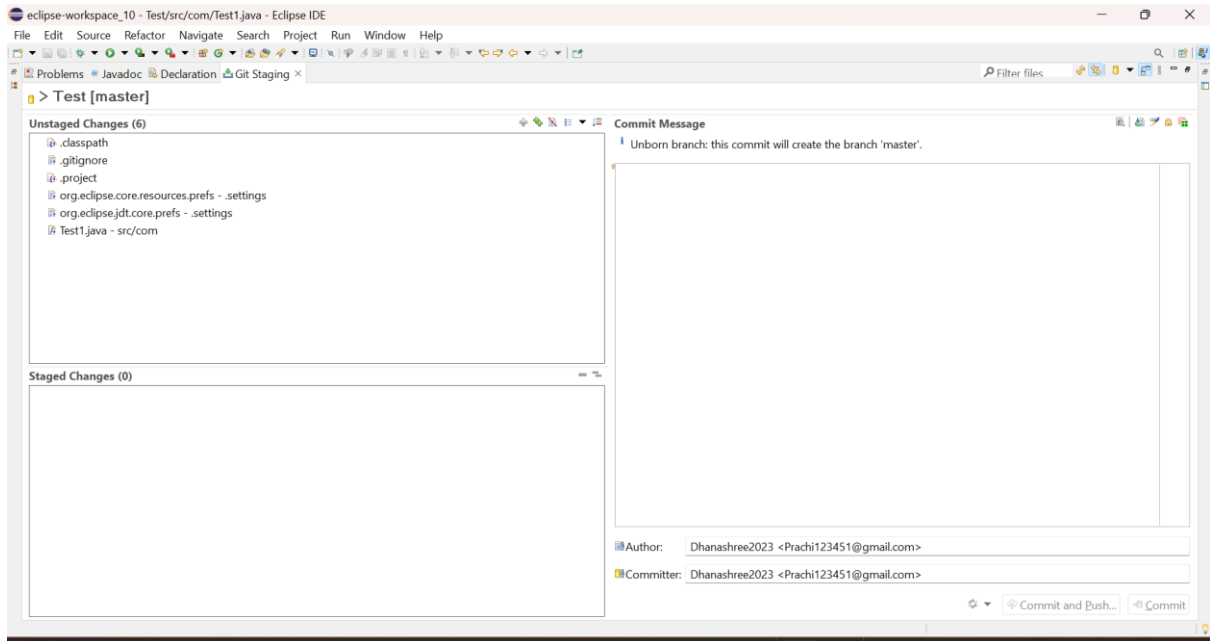 eclipse-workspace_10 - Test/src/com/Test1.java - Eclipse IDE
File Edit Source Refactor Navigate Search Project Run Window Help
Problems Javadoc Declaration Git Staging
Filter files
> Test [master]
Unstaged Changes (6)
.classpath
.gitignore
.project
org.eclipse.core.resources.prefs - .settings
org.eclipse.jdt.core.prefs - .settings
Test1.java - src/com
Staged Changes (0)
Commit Message
Unborn branch: this commit will create the branch 'master'.
Author: Dhanashree2023 <Prachi123451@gmail.com>
Committer: Dhanashree2023 <Prachi123451@gmail.com>
Commit and Push... Commit